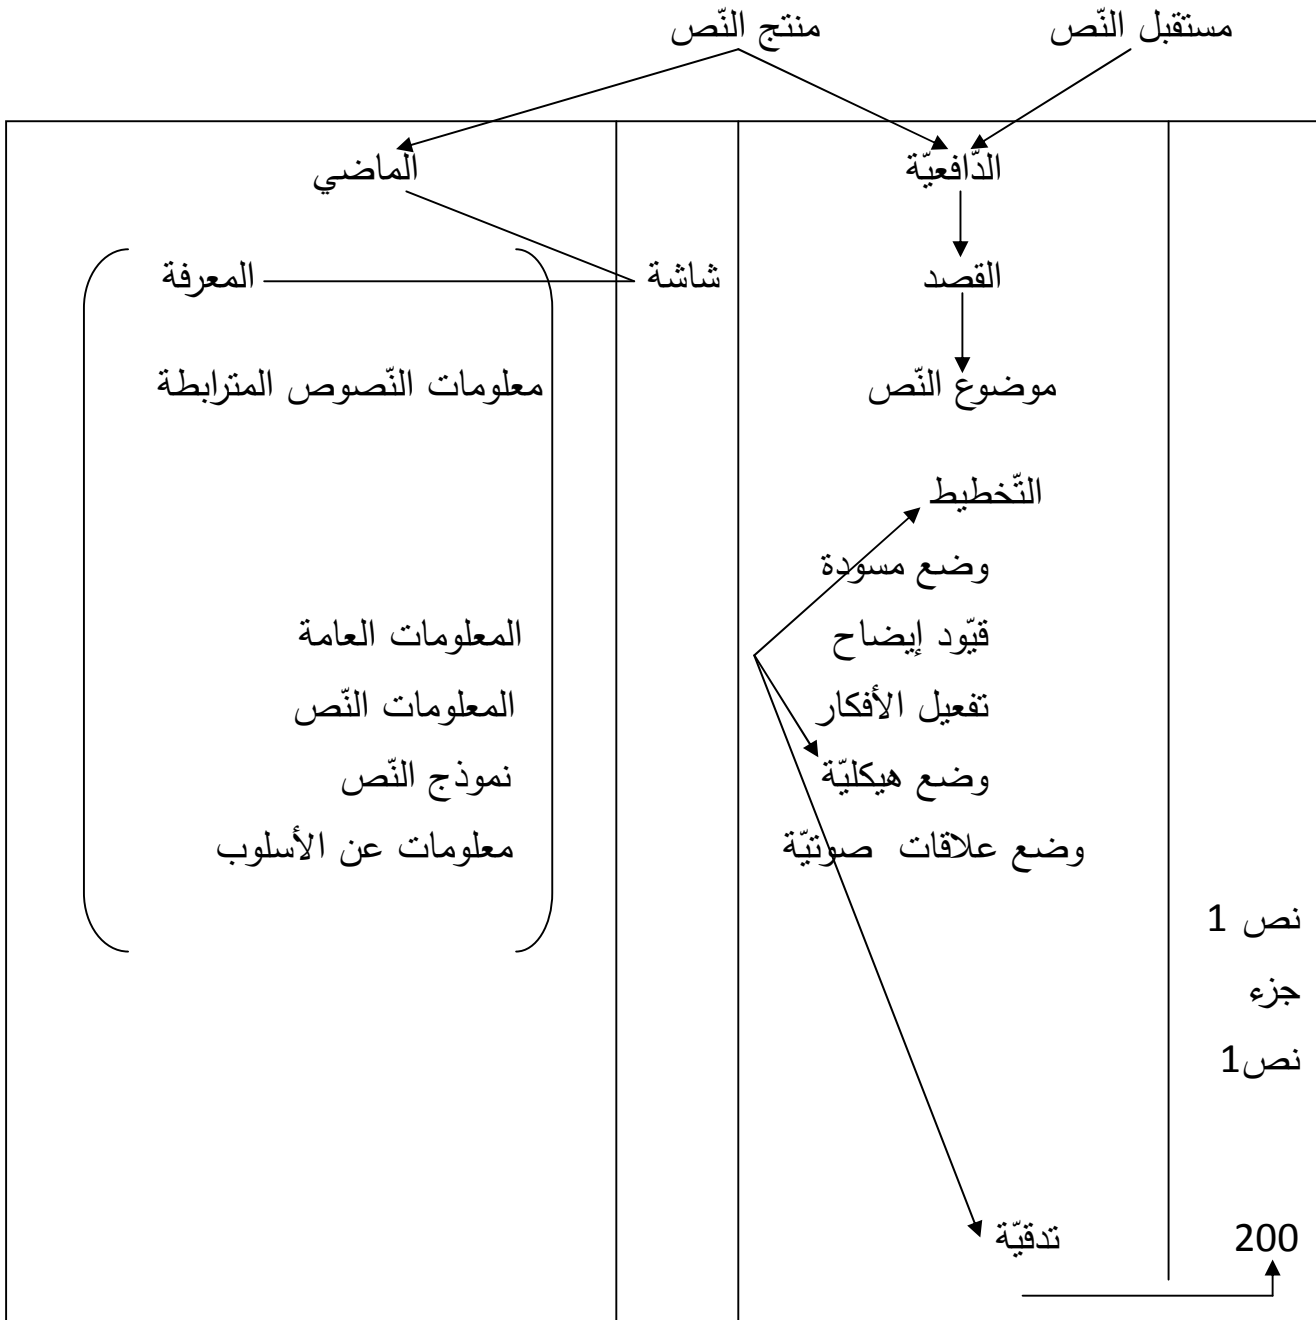 مستقبل النّص منتج النّص
الدّافعيّة الماضي
القصد شاشة المعرفة
موضوع النّص معلومات النّصوص المترابطة
التّخطيط
وضع مسودة
قيّود إيضاح المعلومات العامة
تفعيل الأفكار المعلومات النّص
وضع هيكليّة نموذج النّص
وضع علاقات صوتيّة معلومات عن الأسلوب
نص 1
جزء
نص1
200 تدقيّة